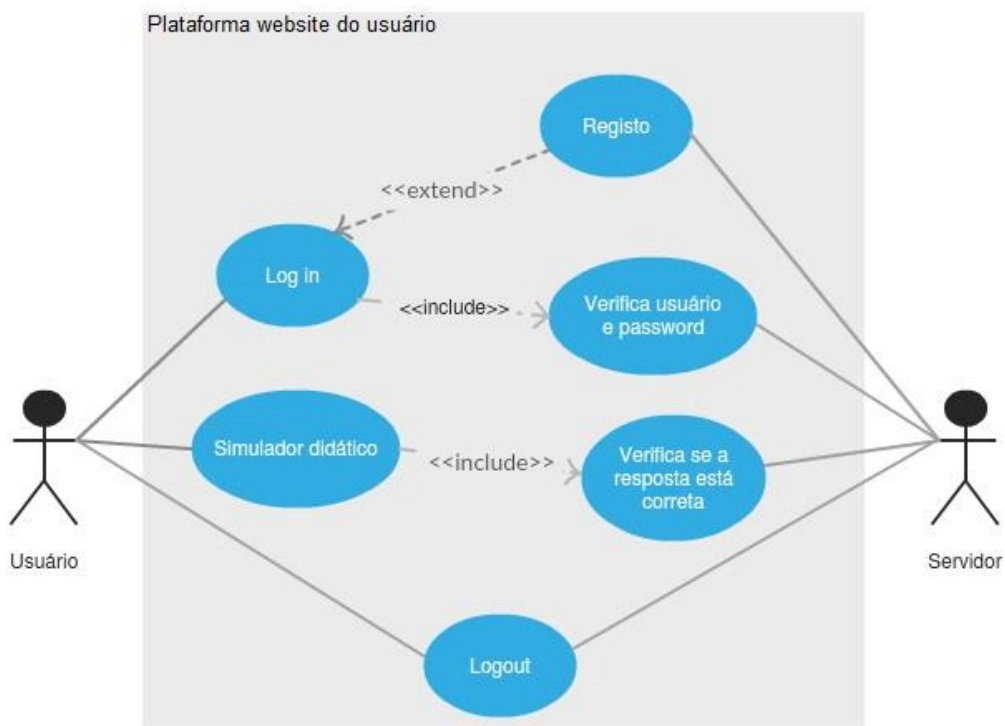 Plataforma website do usuário
Registo
<<extend>>
Log in
<<include>>
Verifica usuário
e password
Simulador didático
<<include>>
Verifica se a
resposta está
correta
Usuário
Servidor
Logout